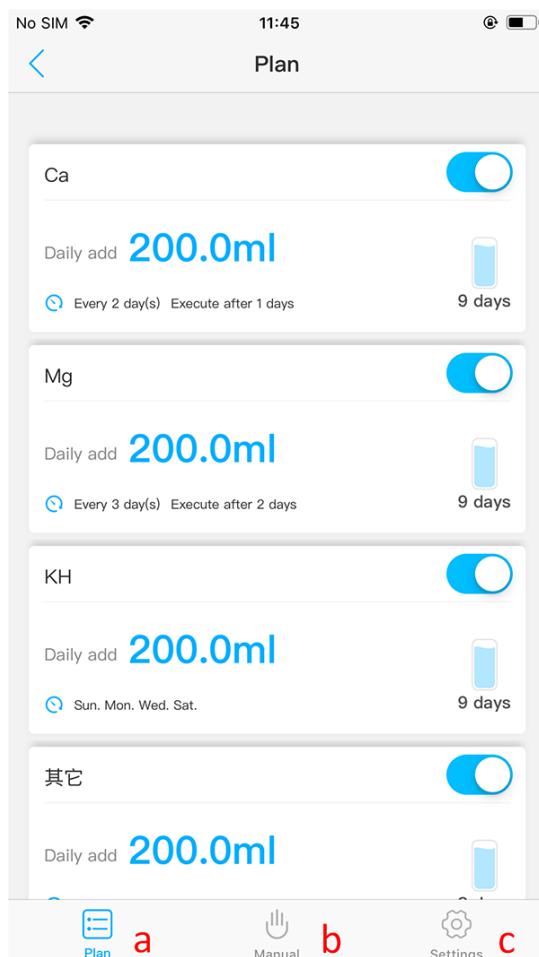 No SIM 11:45
Plan
Ca
Daily add 200.0ml
Every 2 day(s) Execute after 1 days
9 days
Mg
Daily add 200.0ml
Every 3 day(s) Execute after 2 days
9 days
KH
Daily add 200.0ml
Sun. Mon. Wed. Sat.
9 days
其它
Daily add 200.0ml
Plan a Manual b Settings c